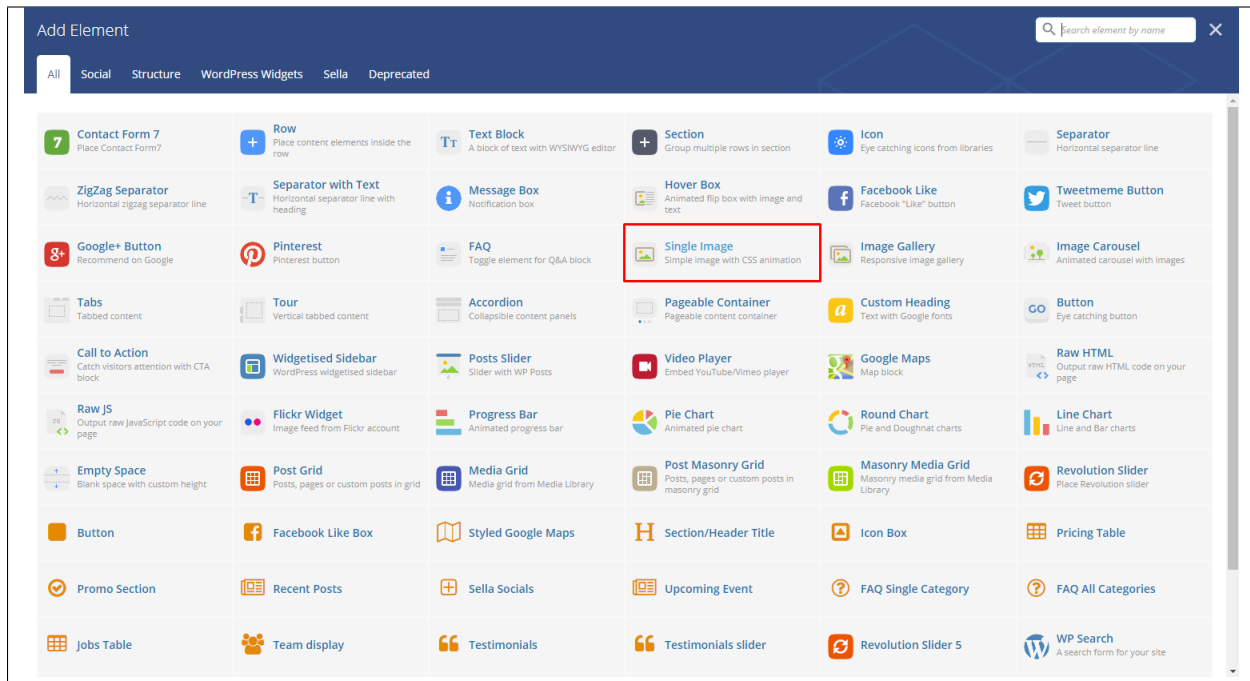 Add Element
Search element by name
All Social Structure WordPress Widgets Sella Deprecated
7
Contact Form 7
Place Contact Form7
Row
Place content elements inside the
row
TT
Text Block
A block of text with WYSIWYG editor
Section
Group multiple rows in section
Icon
Eye catching icons from libraries
Separator
Horizontal separator line
ZigZag Separator
Horizontal zigzag separator line
T
Separator with Text
Horizontal separator line with
heading
i
Message Box
Notification box
Hover Box
Animated flip box with image and
text
f
Facebook Like
Facebook "Like" button
Tweetmeme Button
Tweet button
g+
Google+ Button
Recommend on Google
Pinterest
Pinterest button
FAQ
Toggle element for Q&A block
Single Image
Simple image with CSS animation
Image Gallery
Responsive image gallery
Image Carousel
Animated carousel with images
Tabs
Tabbed content
Tour
Vertical tabbed content
Accordion
Collapsible content panels
Pageable Container
Pageable content container
a
Custom Heading
Text with Google fonts
GO
Button
Eye catching button
Call to Action
Catch visitors attention with CTA
block
Widgetised Sidebar
WordPress widgetised sidebar
Posts Slider
Slider with WP Posts
Video Player
Embed YouTube/Vimeo player
Google Maps
Map block
HTML
Raw HTML
Output raw HTML code on your
page
JS
Raw JS
Output raw JavaScript code on your
page
Flickr Widget
Image feed from Flickr account
Progress Bar
Animated progress bar
Pie Chart
Animated pie chart
Round Chart
Pie and Doughnat charts
Line Chart
Line and Bar charts
Empty Space
Blank space with custom height
Post Grid
Posts, pages or custom posts in grid
Media Grid
Media grid from Media Library
Post Masonry Grid
Posts, pages or custom posts in
masonry grid
Masonry Media Grid
Masonry media grid from Media
Library
Revolution Slider
Place Revolution slider
Button
f
Facebook Like Box
Styled Google Maps
H
Section/Header Title
Icon Box
Pricing Table
Promo Section
Recent Posts
Sella Socials
Upcoming Event
?
FAQ Single Category
?
FAQ All Categories
Jobs Table
Team display
Testimonials
Testimonials slider
Revolution Slider 5
WP Search
A search form for your site